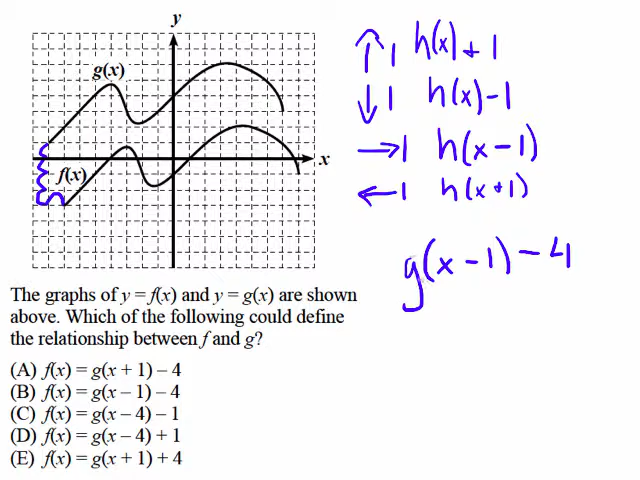 y
g(x)
x
f(x)
↑ 1 h(x) + 1
↓ 1 h(x) - 1
→ 1 h(x - 1)
← 1 h(x + 1)
g(x - 1) - 4
The graphs of y = f(x) and y = g(x) are shown
above. Which of the following could define
the relationship between f and g?
(A) f(x) = g(x + 1) – 4
(B) f(x) = g(x – 1) – 4
(C) f(x) = g(x – 4) – 1
(D) f(x) = g(x – 4) + 1
(E) f(x) = g(x + 1) + 4